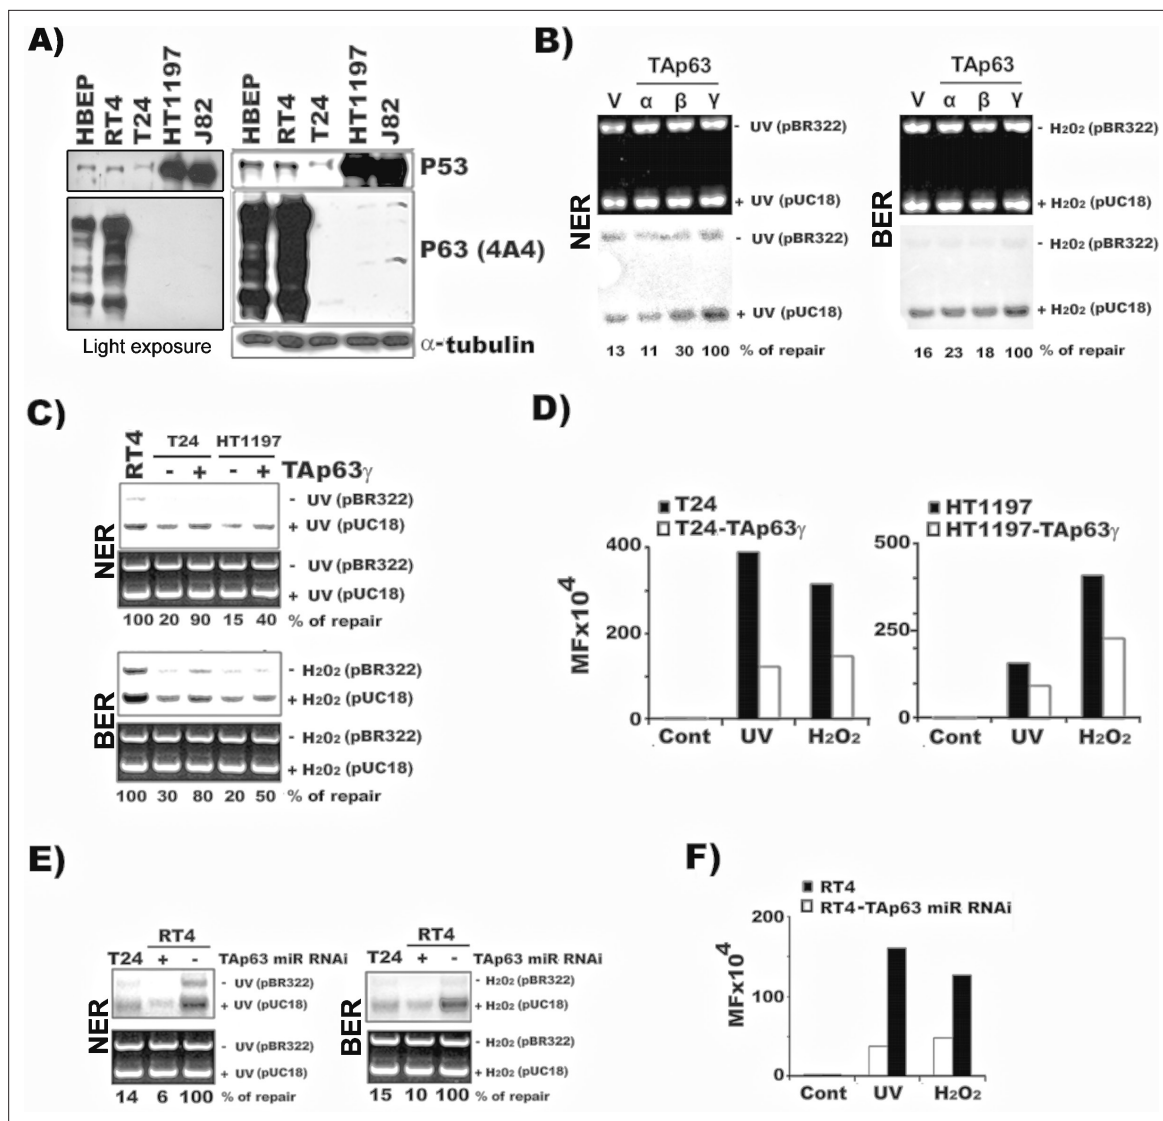 A)
HBEP
RT4
T24
HT1197
J82
HBEP
RT4
T24
HT1197
J82
P53
P63 (4A4)
Light exposure
α-tubulin
B)
TAp63
V α β γ
- UV (pBR322)
+ UV (pUC18)
NER
- UV (pBR322)
+ UV (pUC18)
13 11 30 100 % of repair
TAp63
V α β γ
- H2O2 (pBR322)
+ H2O2 (pUC18)
BER
- H2O2 (pBR322)
+ H2O2 (pUC18)
16 23 18 100 % of repair
C)
RT4
T24 HT1197
- + - + TAp63γ
- UV (pBR322)
+ UV (pUC18)
NER
- UV (pBR322)
+ UV (pUC18)
100 20 90 15 40 % of repair
- H2O2 (pBR322)
+ H2O2 (pUC18)
BER
- H2O2 (pBR322)
+ H2O2 (pUC18)
100 30 80 20 50 % of repair
D)
T24
T24-TAp63γ
MFx10⁴
400
200
0
Cont UV H2O2
HT1197
HT1197-TAp63γ
500
250
0
Cont UV H2O2
E)
RT4
T24 + - TAp63 miR RNAi
- UV (pBR322)
+ UV (pUC18)
NER
- UV (pBR322)
+ UV (pUC18)
14 6 100 % of repair
RT4
T24 + - TAp63 miR RNAi
- H2O2 (pBR322)
+ H2O2 (pUC18)
BER
- H2O2 (pBR322)
+ H2O2 (pUC18)
15 10 100 % of repair
F)
RT4
RT4-TAp63 miR RNAi
MFx10⁴
200
100
0
Cont UV H2O2